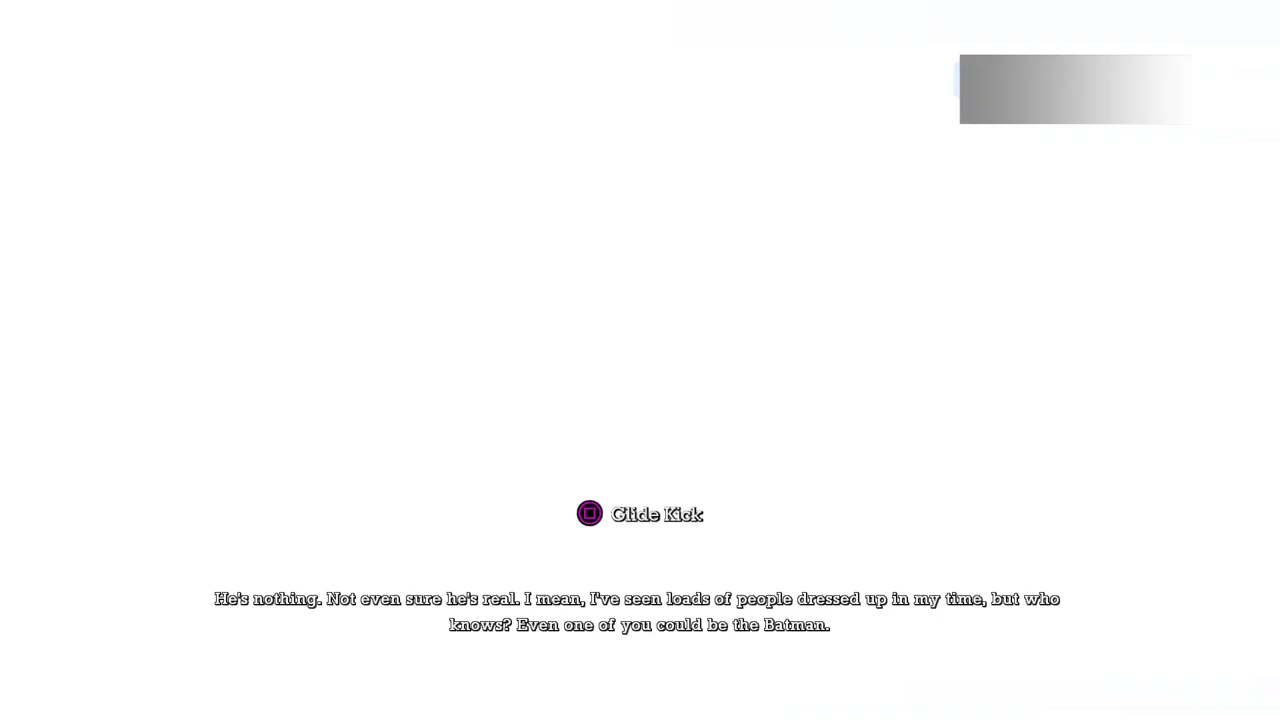 Glide Kick
He's nothing. Not even sure he's real. I mean, I've seen loads of people dressed up in my time, but who
knows? Even one of you could be the Batman.